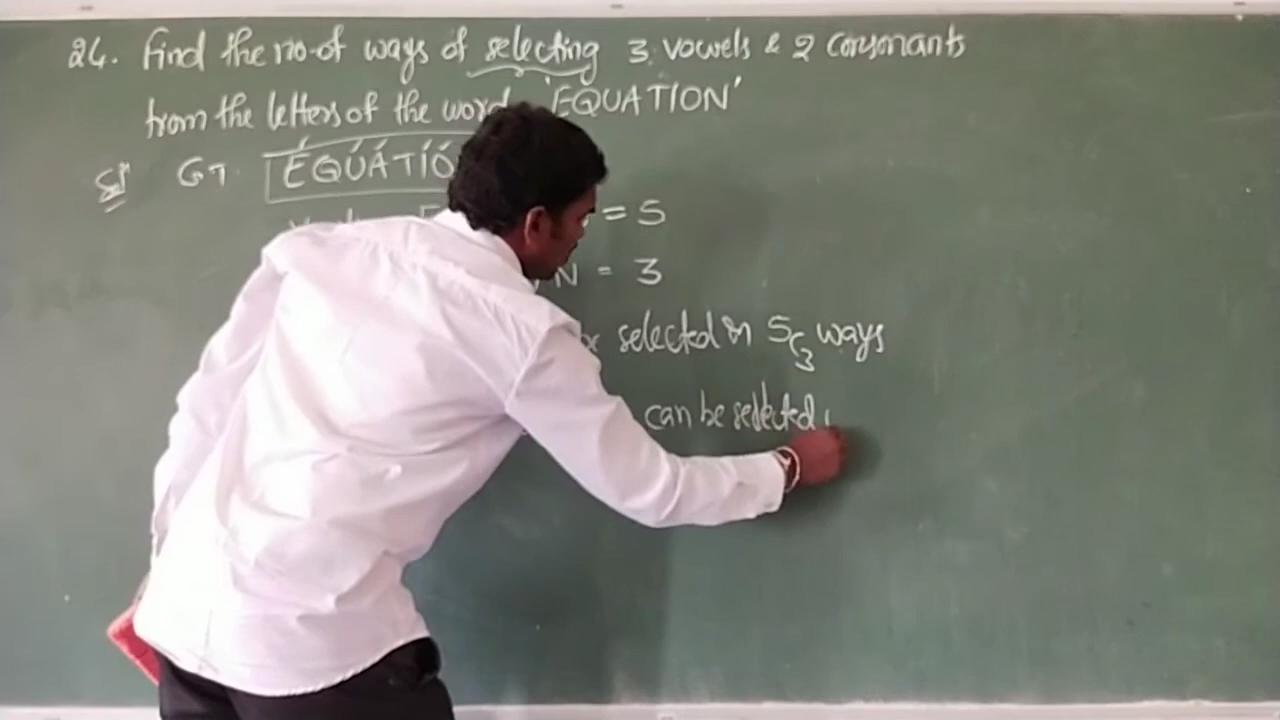 24. Find the no. of ways of selecting 3 vowels & 2 consonants
from the letters of the word 'EQUATION'
Sol GT. EQUATIO
= 5
N = 3
selected in 5C3 ways
can be selected